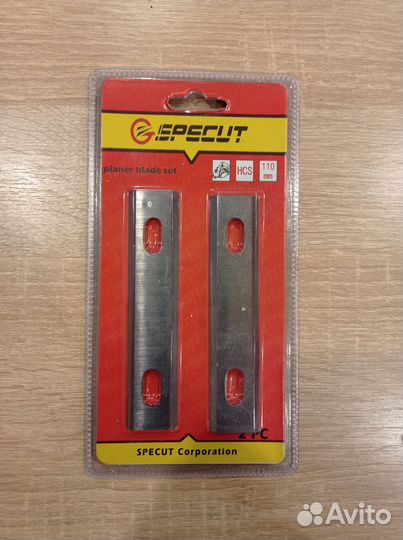 SPECUT
planer blade set
HCS
110
mm
2 PC
SPECUT Corporation
Avito